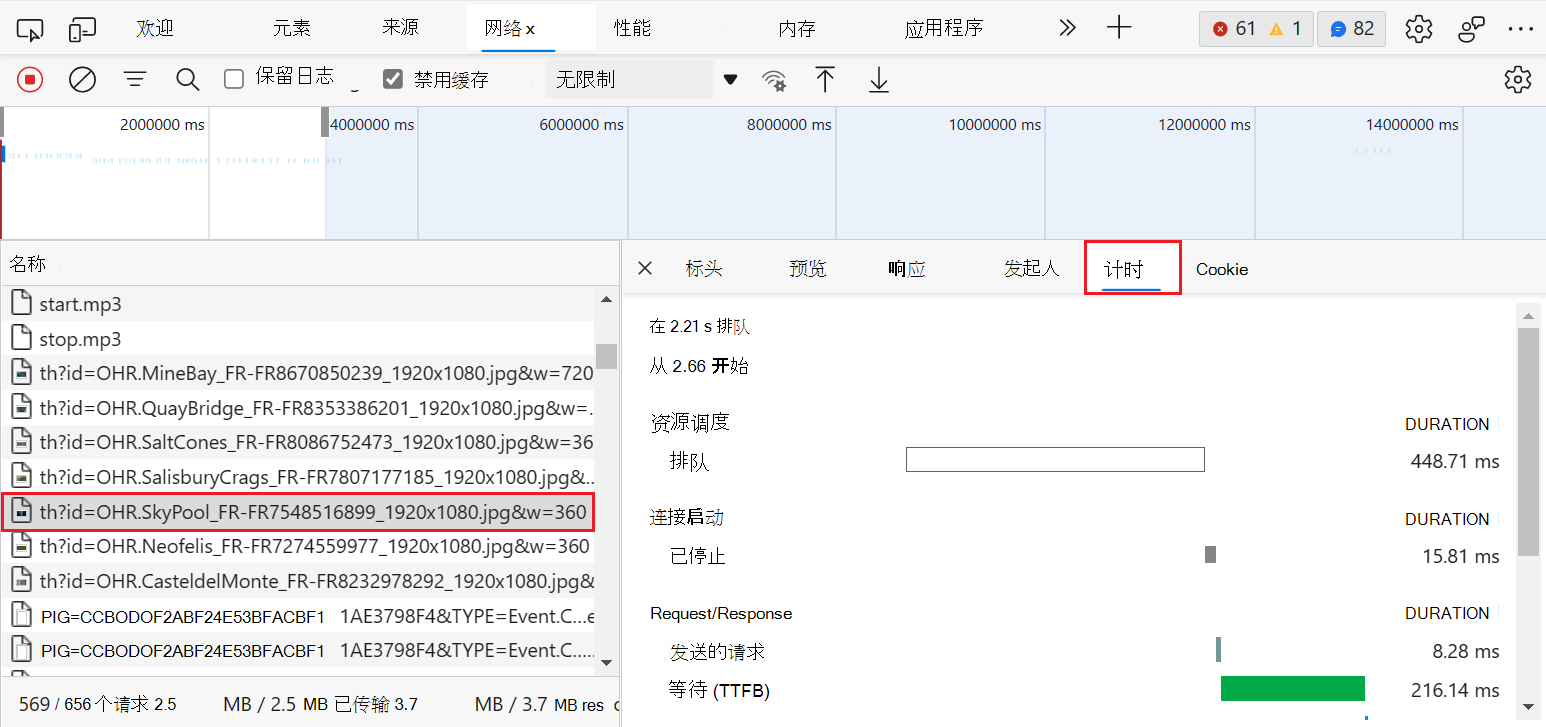 欢迎 元素 来源 网络 x 性能 内存 应用程序 61 1 82
保留日志 禁用缓存 无限制
2000000 ms 4000000 ms 6000000 ms 8000000 ms 10000000 ms 12000000 ms 14000000 ms
名称
标头 预览 响应 发起人 计时 Cookie
start.mp3
stop.mp3
th?id=OHR.MineBay_FR-FR8670850239_1920x1080.jpg&w=720
th?id=OHR.QuayBridge_FR-FR8353386201_1920x1080.jpg&w=.
th?id=OHR.SaltCones_FR-FR8086752473_1920x1080.jpg&w=36
th?id=OHR.SalisburyCrags_FR-FR7807177185_1920x1080.jpg&..
th?id=OHR.SkyPool_FR-FR7548516899_1920x1080.jpg&w=360
th?id=OHR.Neofelis_FR-FR7274559977_1920x1080.jpg&w=360
th?id=OHR.CasteldelMonte_FR-FR8232978292_1920x1080.jpg&
PIG=CCBODOF2ABF24E53BFACBF1 1AE3798F4&TYPE=Event.C...e
PIG=CCBODOF2ABF24E53BFACBF1 1AE3798F4&TYPE=Event.C.....
569 / 656 个请求 2.5 MB / 2.5 MB 已传输 3.7 MB / 3.7 MB res c
在 2.21 s 排队
从 2.66 开始
资源调度 DURATION
排队 448.71 ms
连接启动 DURATION
已停止 15.81 ms
Request/Response DURATION
发送的请求 8.28 ms
等待 (TTFB) 216.14 ms